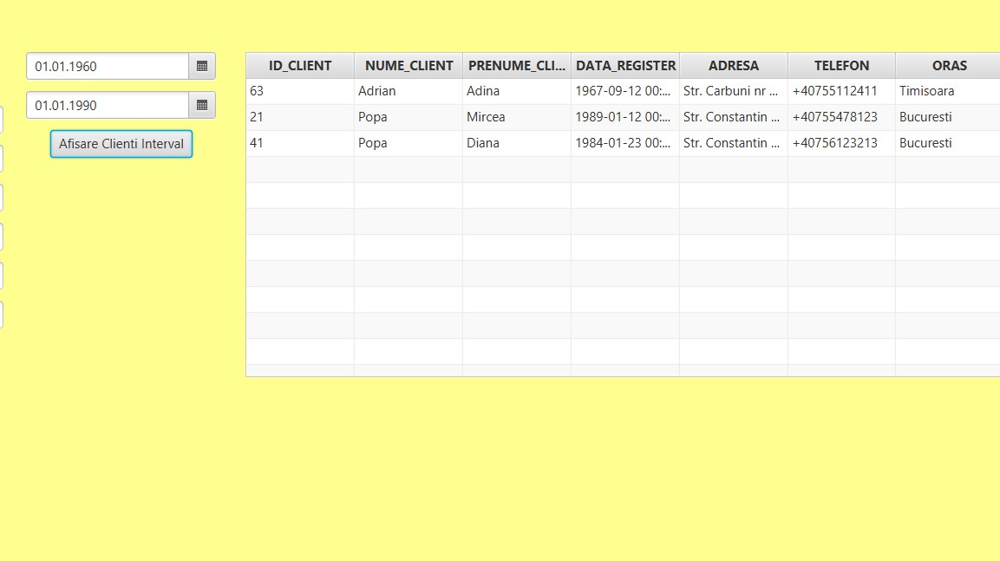 01.01.1960
01.01.1990
Afisare Clienti Interval
ID_CLIENT NUME_CLIENT PRENUME_CLI... DATA_REGISTER ADRESA TELEFON ORAS
63 Adrian Adina 1967-09-12 00:... Str. Carbuni nr ... +40755112411 Timisoara
21 Popa Mircea 1989-01-12 00:... Str. Constantin ... +40755478123 Bucuresti
41 Popa Diana 1984-01-23 00:... Str. Constantin ... +40756123213 Bucuresti